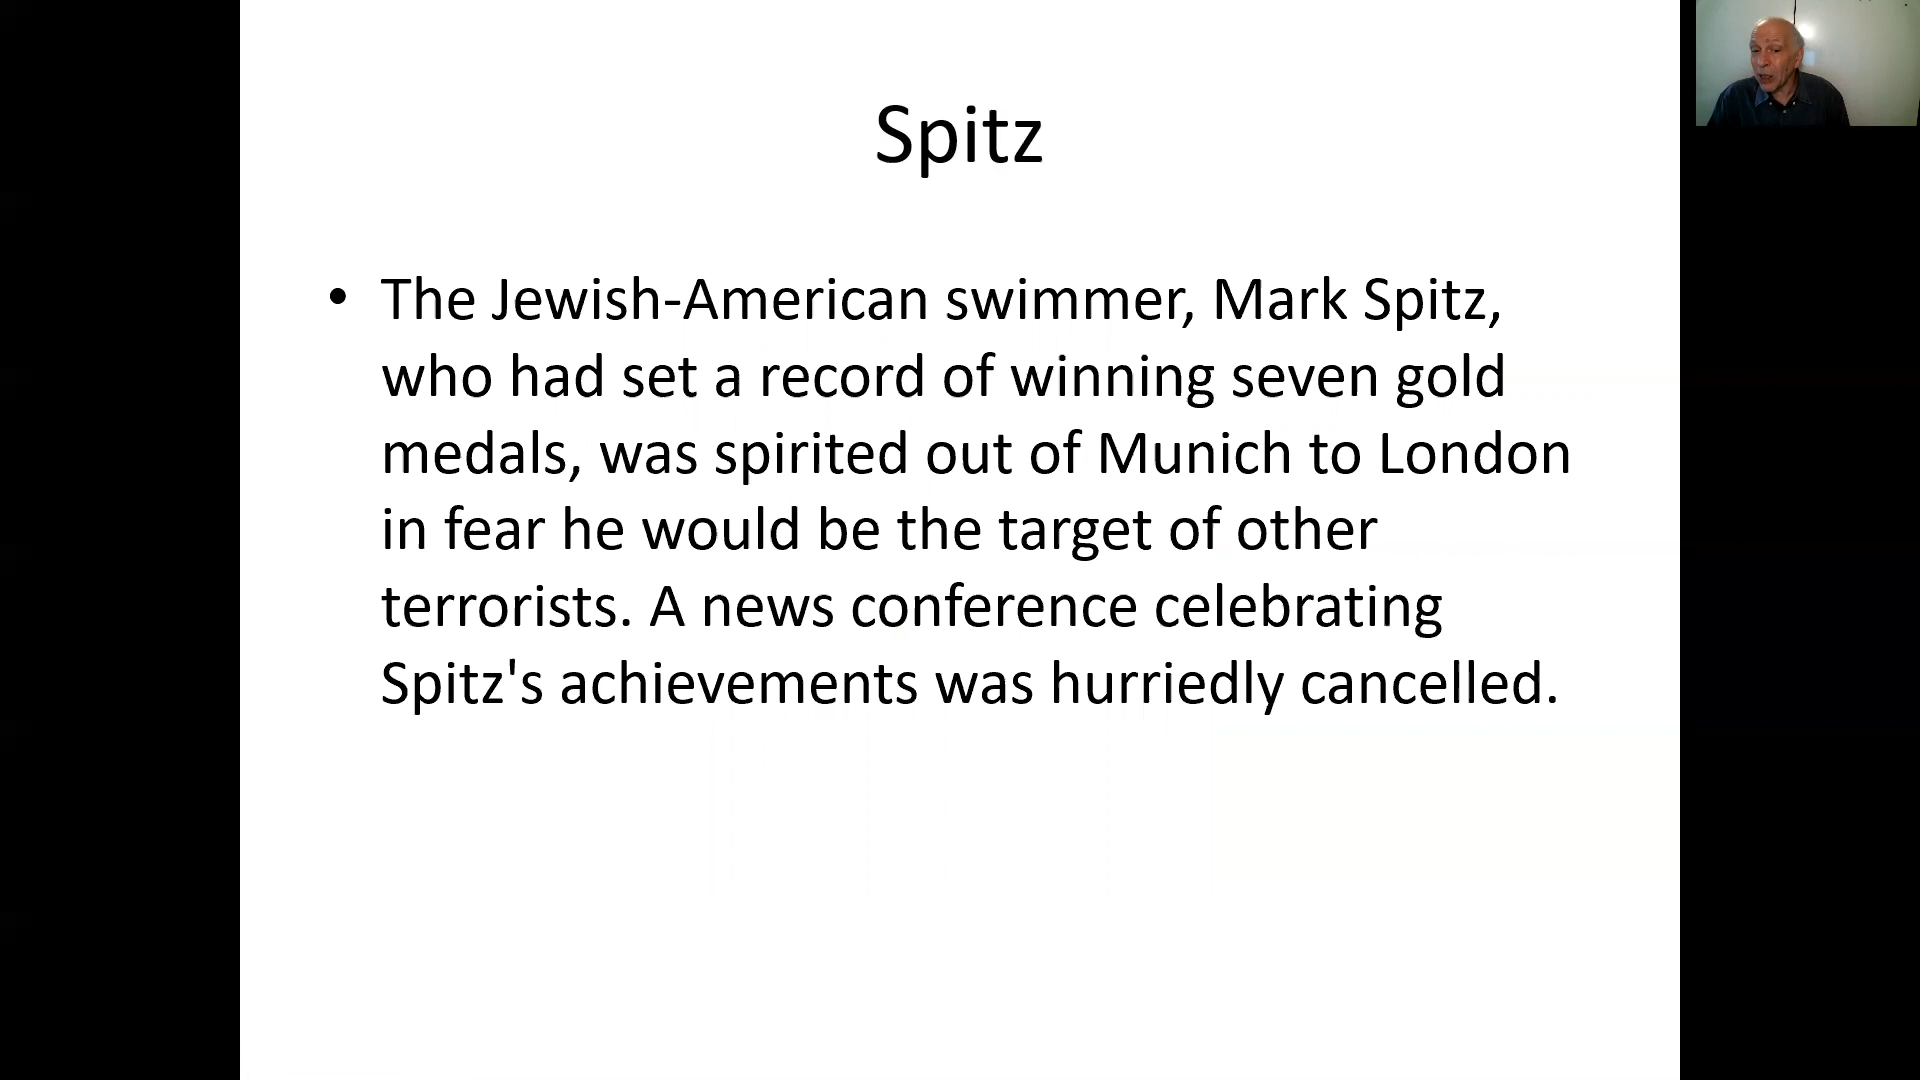 Spitz
• The Jewish-American swimmer, Mark Spitz,
who had set a record of winning seven gold
medals, was spirited out of Munich to London
in fear he would be the target of other
terrorists. A news conference celebrating
Spitz's achievements was hurriedly cancelled.